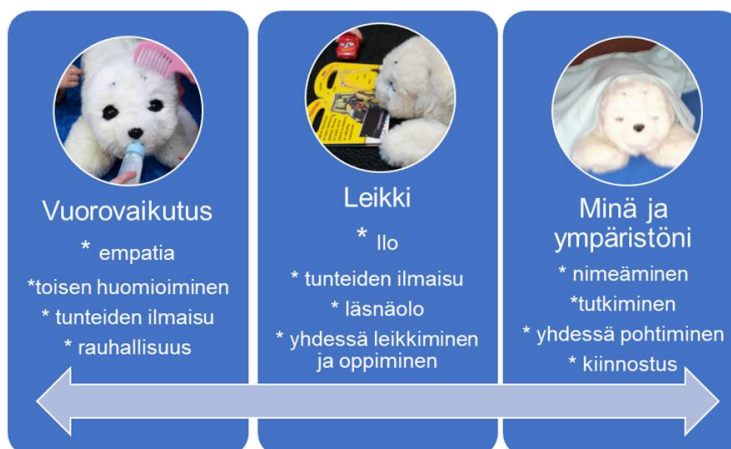 Vuorovaikutus
* empatia
*toisen huomioiminen
* tunteiden ilmaisu
* rauhallisuus
Leikki
* Ilo
* tunteiden ilmaisu
* läsnäolo
* yhdessä leikkiminen
ja oppiminen
Minä ja
ympäristöni
* nimeäminen
*tutkiminen
* yhdessä pohtiminen
* kiinnostus